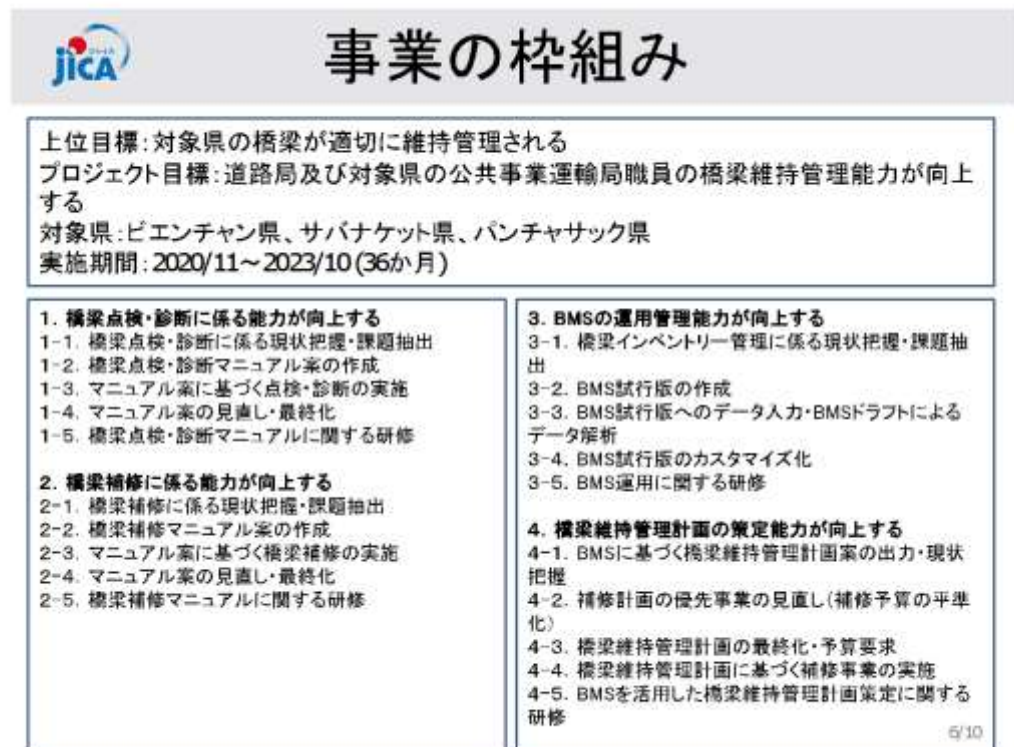 jica
事業の枠組み
上位目標：対象県の橋梁が適切に維持管理される
プロジェクト目標：道路局及び対象県の公共事業運輸局職員の橋梁維持管理能力が向上
する
対象県：ビエンチャン県、サバナケット県、パンチャサック県
実施期間：2020/11～2023/10 (36か月)
1. 橋梁点検・診断に係る能力が向上する
1-1. 橋梁点検・診断に係る現状把握・課題抽出
1-2. 橋梁点検・診断マニュアル案の作成
1-3. マニュアル案に基づく点検・診断の実施
1-4. マニュアル案の見直し・最終化
1-5. 橋梁点検・診断マニュアルに関する研修
2. 橋梁補修に係る能力が向上する
2-1. 橋梁補修に係る現状把握・課題抽出
2-2. 橋梁補修マニュアル案の作成
2-3. マニュアル案に基づく橋梁補修の実施
2-4. マニュアル案の見直し・最終化
2-5. 橋梁補修マニュアルに関する研修
3. BMSの運用管理能力が向上する
3-1. 橋梁インベントリー管理に係る現状把握・課題抽
出
3-2. BMS試行版の作成
3-3. BMS試行版へのデータ入力・BMSドラフトによる
データ解析
3-4. BMS試行版のカスタマイズ化
3-5. BMS運用に関する研修
4. 橋梁維持管理計画の策定能力が向上する
4-1. BMSに基づく橋梁維持管理計画案の出力・現状
把握
4-2. 補修計画の優先事業の見直し（補修予算の平準
化）
4-3. 橋梁維持管理計画の最終化・予算要求
4-4. 橋梁維持管理計画に基づく補修事業の実施
4-5. BMSを活用した橋梁維持管理計画策定に関する
研修
6/10